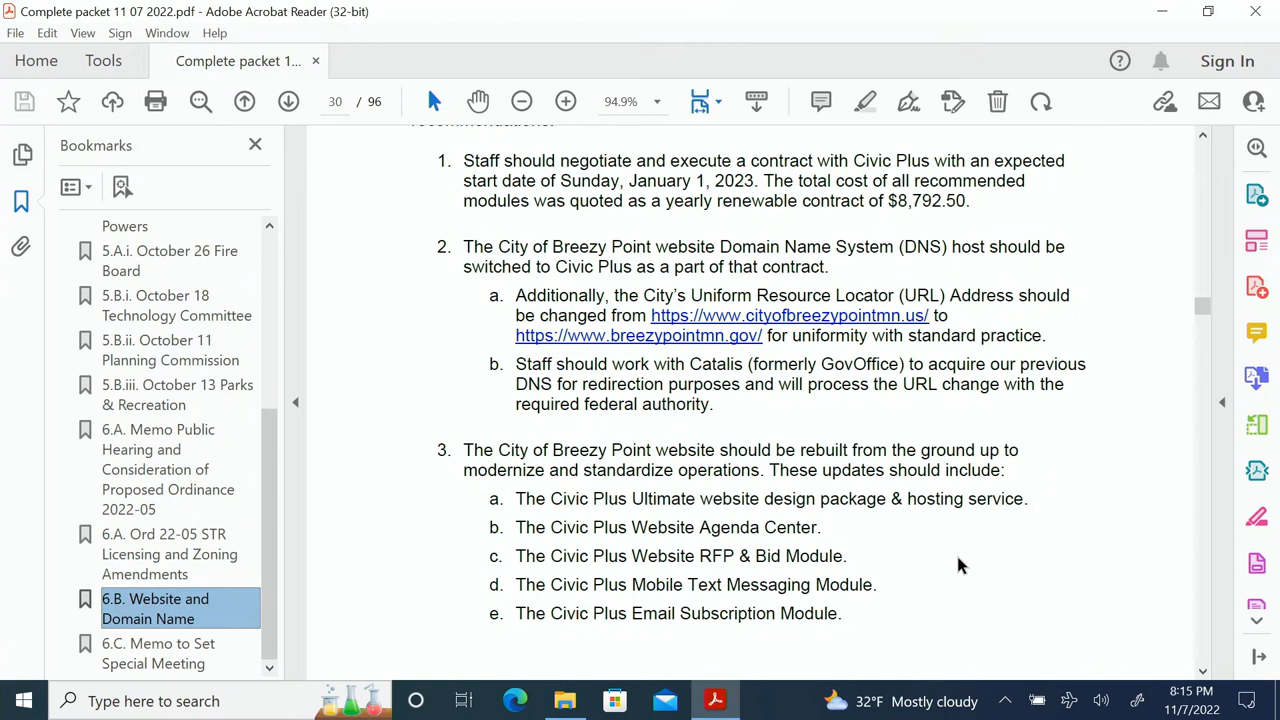 Complete packet 11 07 2022.pdf - Adobe Acrobat Reader (32-bit)
File Edit View Sign Window Help
Home Tools Complete packet 1... × Sign In
30 / 96 94.9%
Bookmarks
Powers
5.A.i. October 26 Fire
Board
5.B.i. October 18
Technology Committee
5.B.ii. October 11
Planning Commission
5.B.iii. October 13 Parks
& Recreation
6.A. Memo Public
Hearing and
Consideration of
Proposed Ordinance
2022-05
6.A. Ord 22-05 STR
Licensing and Zoning
Amendments
6.B. Website and
Domain Name
6.C. Memo to Set
Special Meeting
recommendations:
1. Staff should negotiate and execute a contract with Civic Plus with an expected
start date of Sunday, January 1, 2023. The total cost of all recommended
modules was quoted as a yearly renewable contract of $8,792.50.
2. The City of Breezy Point website Domain Name System (DNS) host should be
switched to Civic Plus as a part of that contract.
a. Additionally, the City’s Uniform Resource Locator (URL) Address should
be changed from https://www.cityofbreezypointmn.us/ to
https://www.breezypointmn.gov/ for uniformity with standard practice.
b. Staff should work with Catalis (formerly GovOffice) to acquire our previous
DNS for redirection purposes and will process the URL change with the
required federal authority.
3. The City of Breezy Point website should be rebuilt from the ground up to
modernize and standardize operations. These updates should include:
a. The Civic Plus Ultimate website design package & hosting service.
b. The Civic Plus Website Agenda Center.
c. The Civic Plus Website RFP & Bid Module.
d. The Civic Plus Mobile Text Messaging Module.
e. The Civic Plus Email Subscription Module.
Type here to search
32°F Mostly cloudy
8:15 PM
11/7/2022